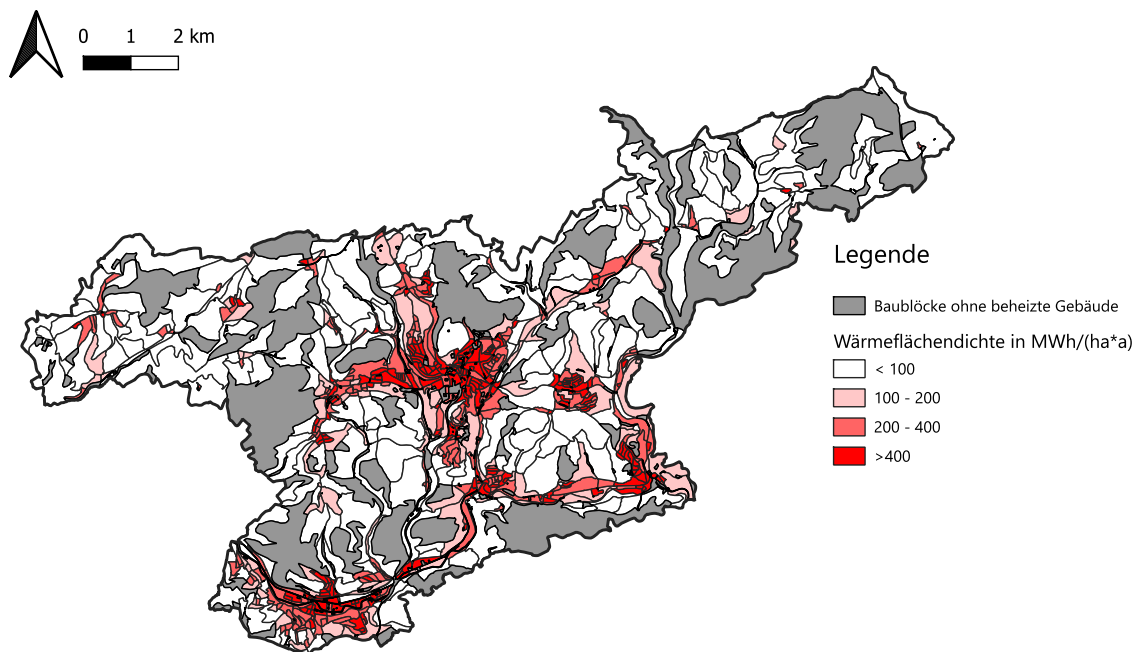 0 1 2 km
Legende
Baublöcke ohne beheizte Gebäude
Wärmeflächendichte in MWh/(ha*a)
< 100
100 - 200
200 - 400
>400